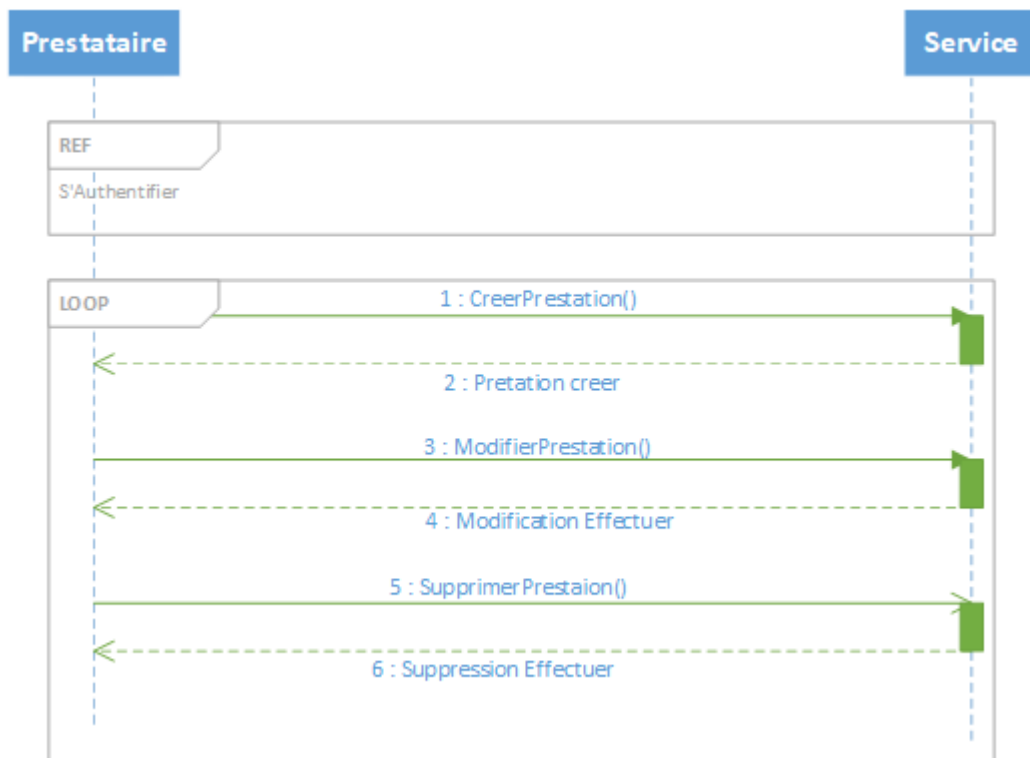 Prestataire
Service
REF
S'Authentifier
LOOP
1 : CreerPrestation()
2 : Pretation creer
3 : ModifierPrestation()
4 : Modification Effectuer
5 : SupprimerPrestaion()
6 : Suppression Effectuer